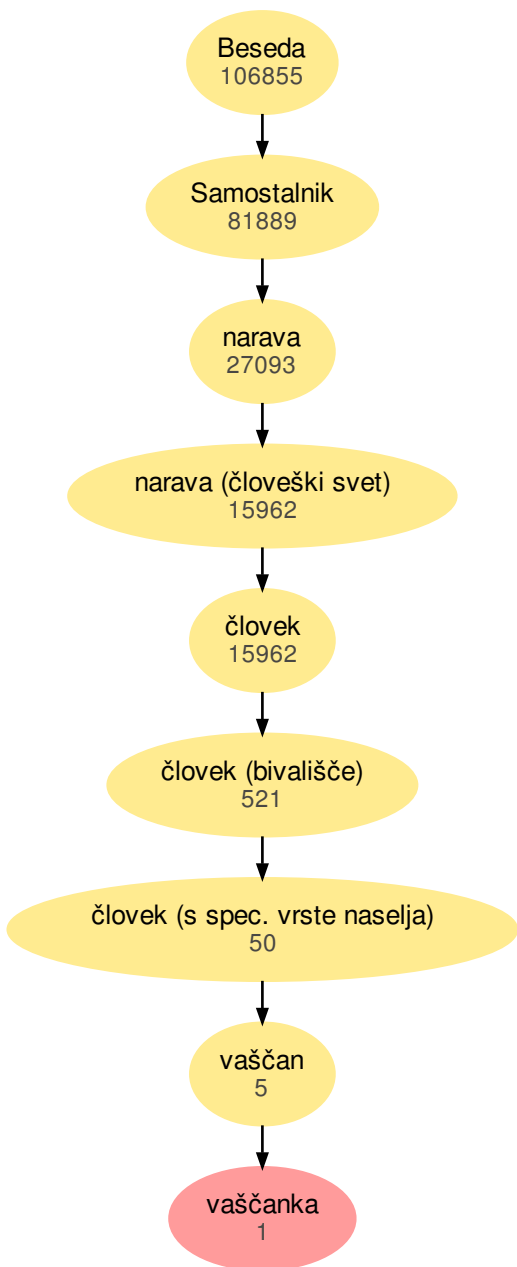 Beseda
106855
Samostalnik
81889
narava
27093
narava (človeški svet)
15962
človek
15962
človek (bivališče)
521
človek (s spec. vrste naselja)
50
vaščan
5
vaščanka
1